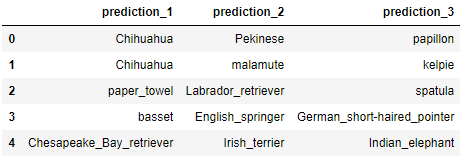 prediction_1 prediction_2 prediction_3
0 Chihuahua Pekinese papillon
1 Chihuahua malamute kelpie
2 paper_towel Labrador_retriever spatula
3 basset English_springer German_short-haired_pointer
4 Chesapeake_Bay_retriever Irish_terrier Indian_elephant